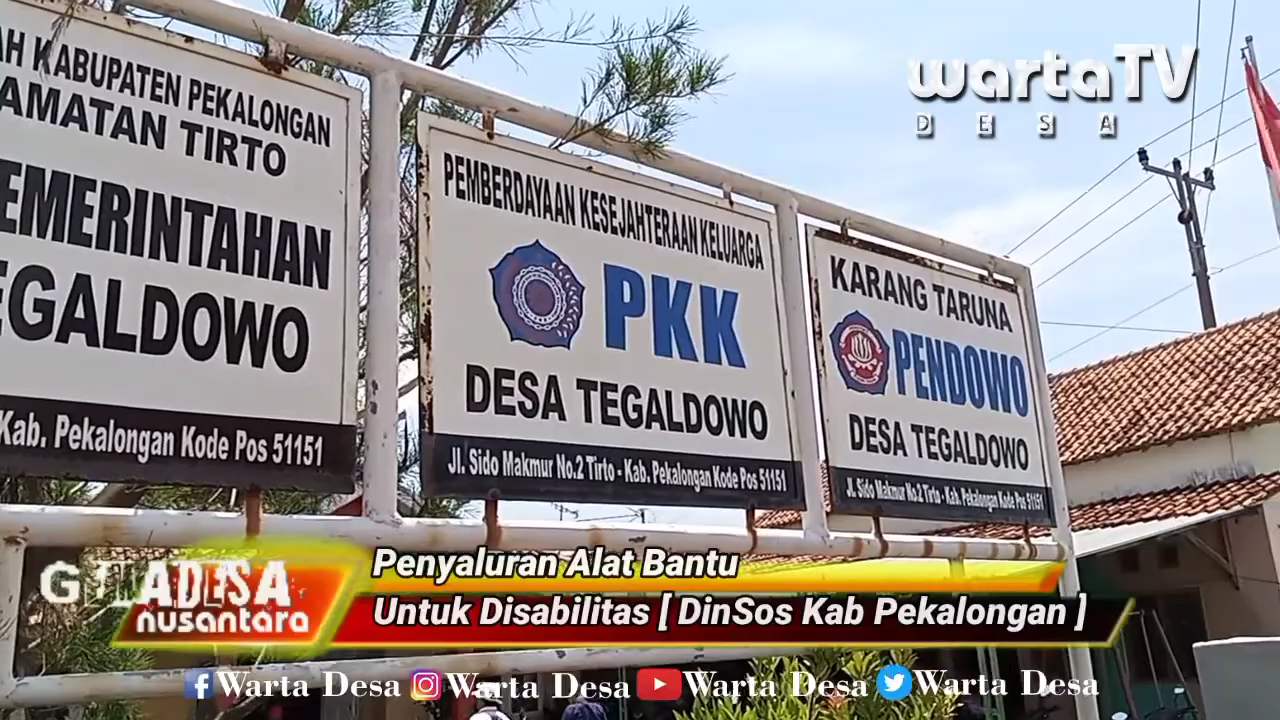 wartaTV
DESA
AH KABUPATEN PEKALONGAN
AMATAN TIRTO
EMERINTAHAN
EGALDOWO
Kab. Pekalongan Kode Pos 51151
PEMBERDAYAAN KESEJAHTERAAN KELUARGA
PKK
DESA TEGALDOWO
Jl. Sido Makmur No.2 Tirto - Kab. Pekalongan Kode Pos 51151
KARANG TARUNA
PENDOWO
DESA TEGALDOWO
Jl. Sido Makmur No.2 Tirto - Kab. Pekalongan Kode Pos 51151
nusantara
Penyaluran Alat Bantu
Untuk Disabilitas [ DinSos Kab Pekalongan ]
Warta Desa Warta Desa Warta Desa Warta Desa